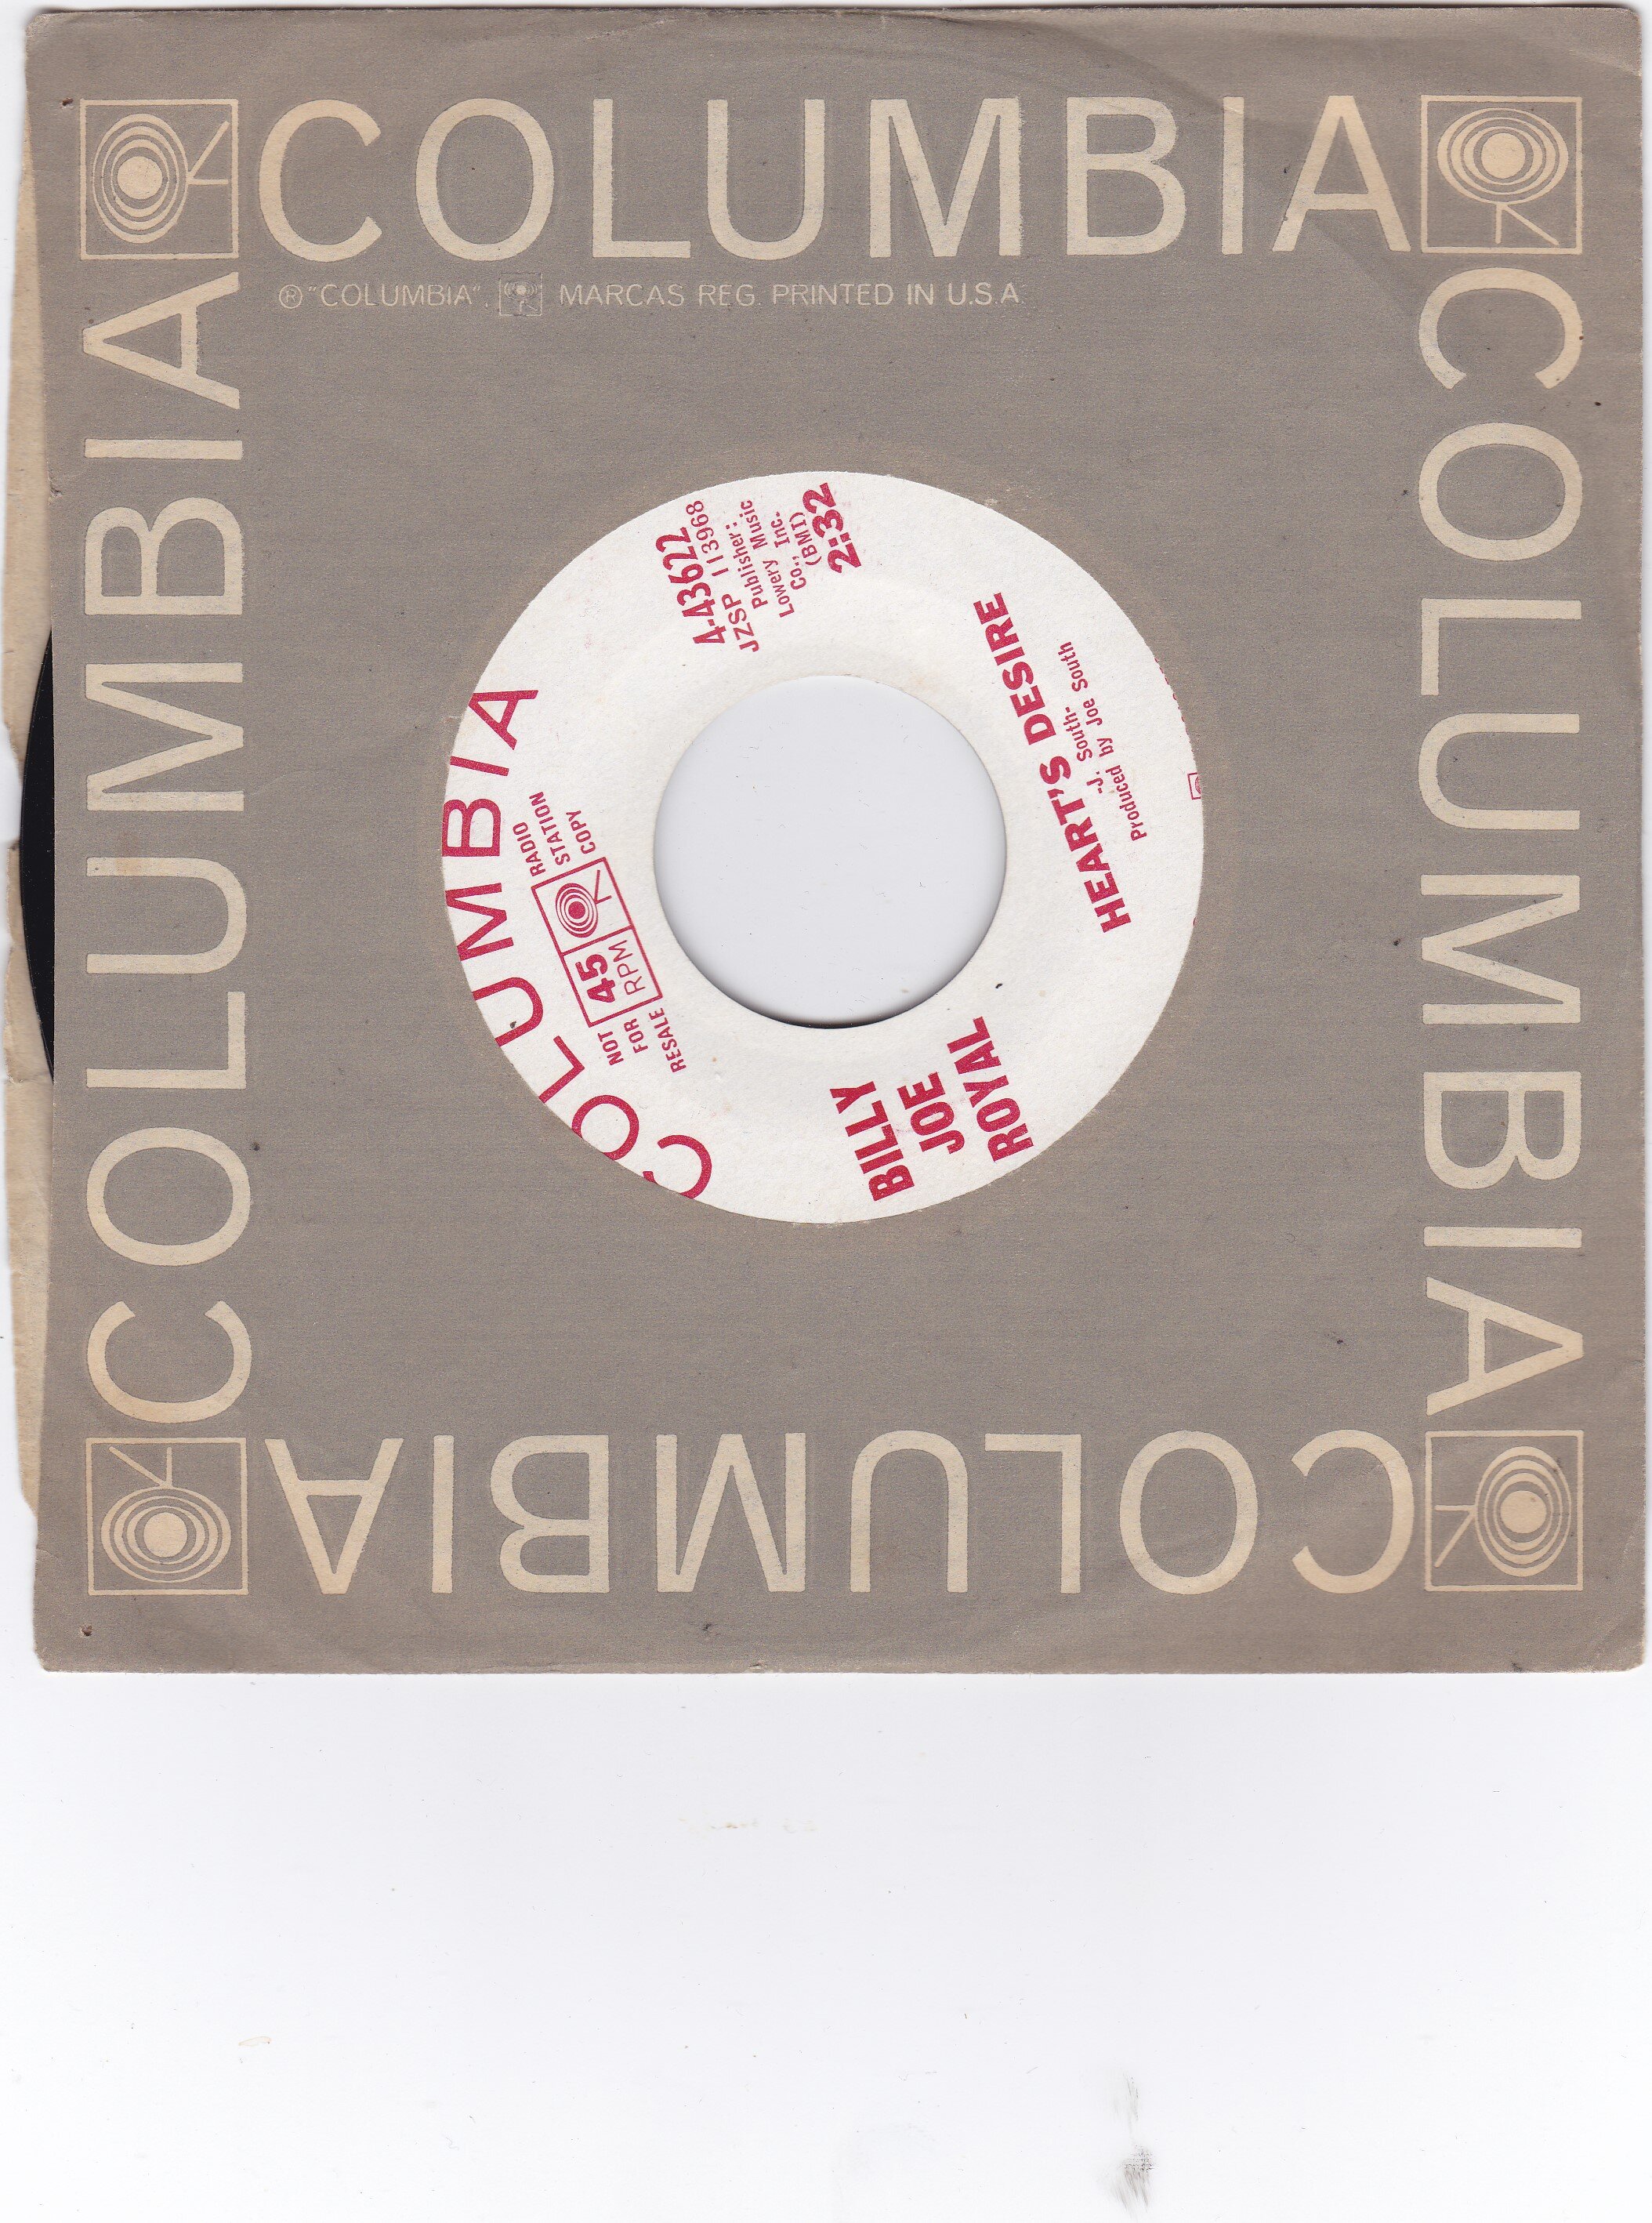 COLUMBIA
® "COLUMBIA", MARCAS REG. PRINTED IN U.S.A.
COLUMBIA
COLUMBIA
COLUMBIA
COLUMBIA
NOT FOR RESALE
45 RPM
RADIO STATION COPY
4-43622
JZSP 113968
Publisher:
Lowery Music
Co., Inc.
(BMI)
2:32
BILLY
JOE
ROYAL
HEART'S DESIRE
-J. South-
Produced by Joe South